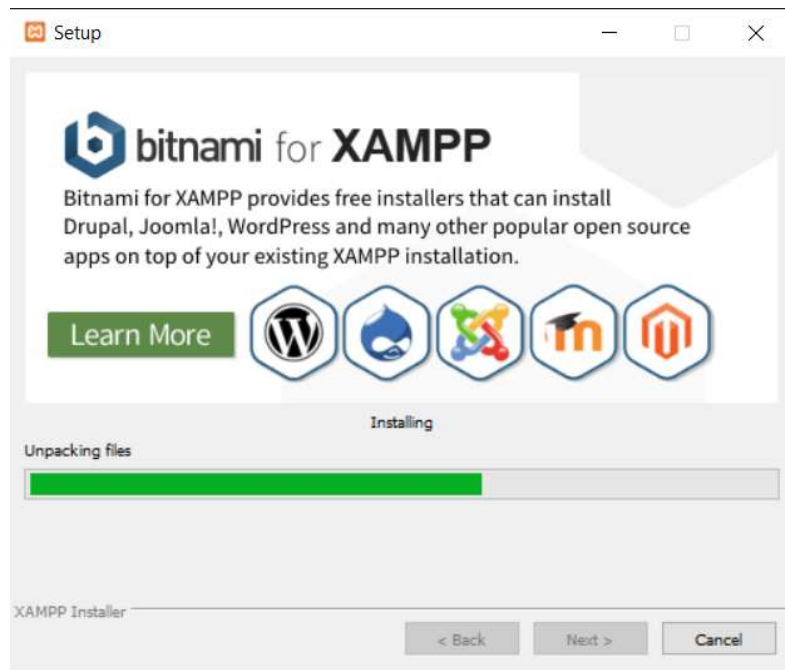 Setup
bitnami for XAMPP
Bitnami for XAMPP provides free installers that can install
Drupal, Joomla!, WordPress and many other popular open source
apps on top of your existing XAMPP installation.
Learn More
Installing
Unpacking files
XAMPP Installer
< Back
Next >
Cancel